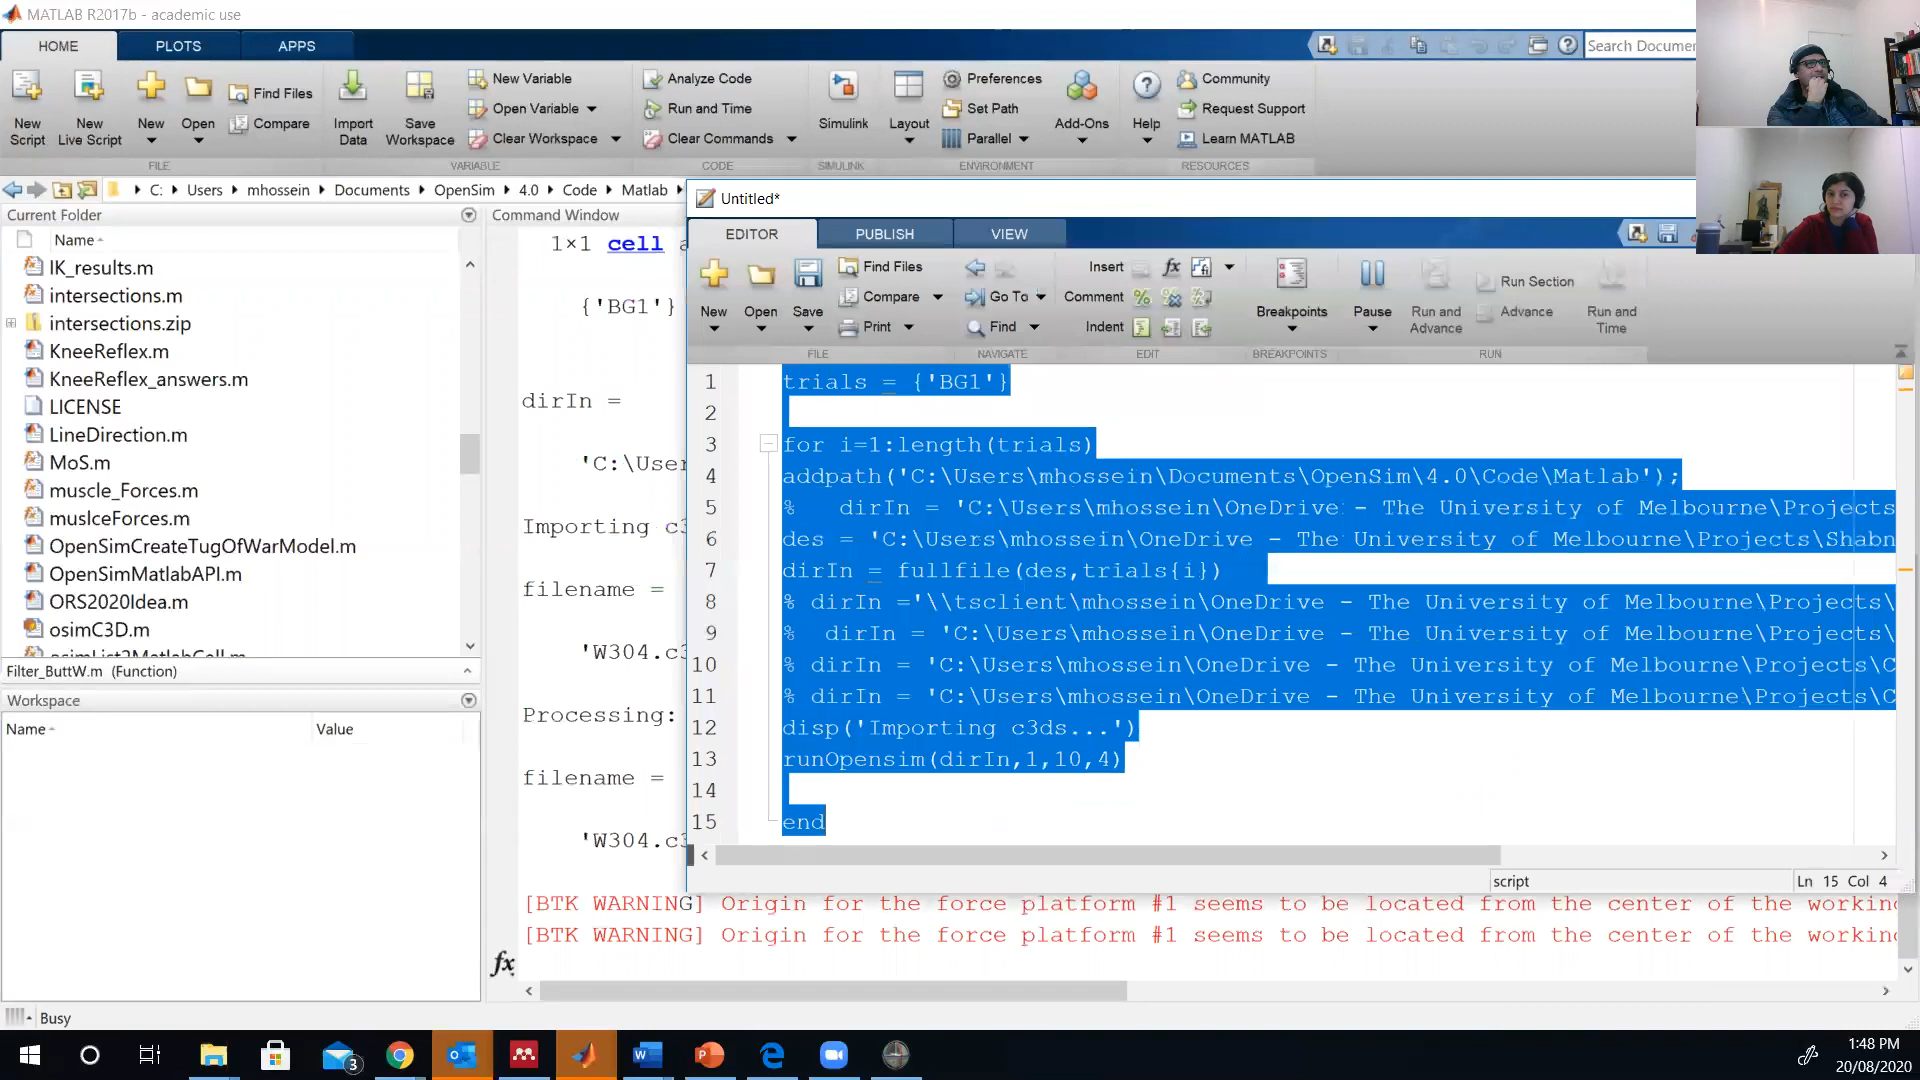 MATLAB R2017b - academic use
HOME PLOTS APPS
Search Documen
New Script
New Live Script
New
Open
Find Files
Compare
FILE
Import Data
Save Workspace
New Variable
Open Variable
Clear Workspace
VARIABLE
Analyze Code
Run and Time
Clear Commands
CODE
Simulink
SIMULINK
Layout
Preferences
Set Path
Parallel
ENVIRONMENT
Add-Ons
Help
Community
Request Support
Learn MATLAB
RESOURCES
C: Users mhossein Documents OpenSim 4.0 Code Matlab
Current Folder
Name
IK_results.m
intersections.m
intersections.zip
KneeReflex.m
KneeReflex_answers.m
LICENSE
LineDirection.m
MoS.m
muscle_Forces.m
muslceForces.m
OpenSimCreateTugOfWarModel.m
OpenSimMatlabAPI.m
ORS2020Idea.m
osimC3D.m
osimList2MatlabCell.m
Filter_ButtW.m (Function)
Workspace
Name Value
Command Window
1×1 cell a
{'BG1'}
dirIn =
'C:\User
Importing c3
filename =
'W304.c3
Processing:
filename =
'W304.c3
[BTK WARNING] Origin for the force platform #1 seems to be located from the center of the workin
[BTK WARNING] Origin for the force platform #1 seems to be located from the center of the workin
fx
Untitled*
EDITOR PUBLISH VIEW
New
Open
Save
Find Files
Compare
Print
FILE
Go To
Find
NAVIGATE
Insert fx
Comment
Indent
EDIT
Breakpoints
BREAKPOINTS
Pause
Run and Advance
Run Section
Advance
Run and Time
RUN
1 trials = {'BG1'}
2
3 for i=1:length(trials)
4 addpath('C:\Users\mhossein\Documents\OpenSim\4.0\Code\Matlab');
5 %   dirIn = 'C:\Users\mhossein\OneDrive - The University of Melbourne\Projects
6 des = 'C:\Users\mhossein\OneDrive - The University of Melbourne\Projects\Shabn
7 dirIn = fullfile(des,trials{i})
8 % dirIn ='\\tsclient\mhossein\OneDrive - The University of Melbourne\Projects\
9 %  dirIn = 'C:\Users\mhossein\OneDrive - The University of Melbourne\Projects\
10 % dirIn = 'C:\Users\mhossein\OneDrive - The University of Melbourne\Projects\C
11 % dirIn = 'C:\Users\mhossein\OneDrive - The University of Melbourne\Projects\C
12 disp('Importing c3ds...')
13 runOpensim(dirIn,1,10,4)
14
15 end
script
Ln 15 Col 4
Busy
3
1:48 PM
20/08/2020